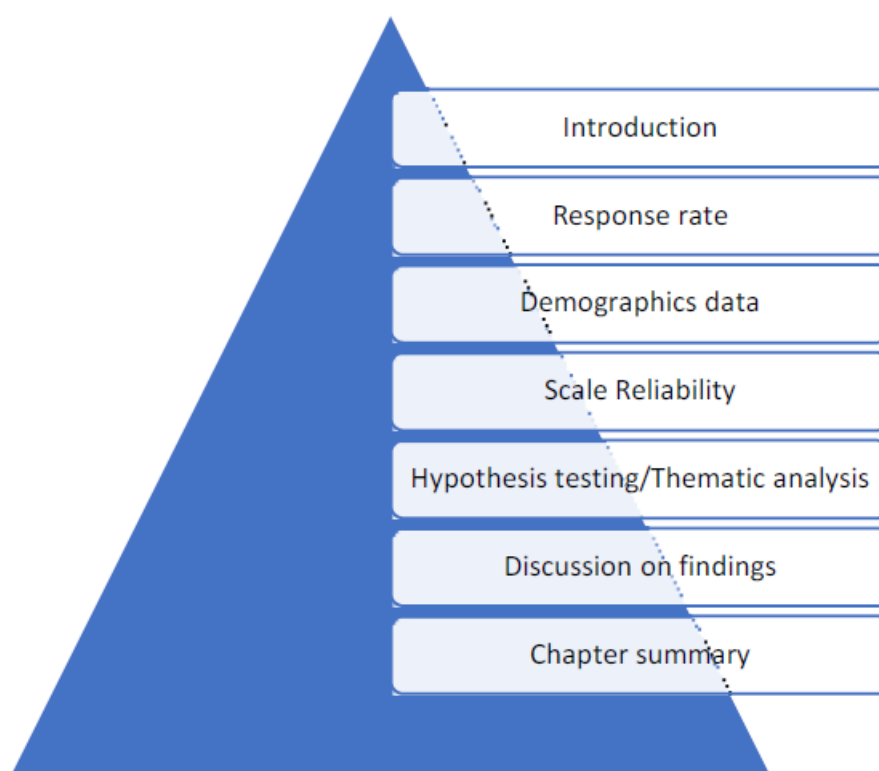 Introduction
Response rate
Demographics data
Scale Reliability
Hypothesis testing/Thematic analysis
Discussion on findings
Chapter summary